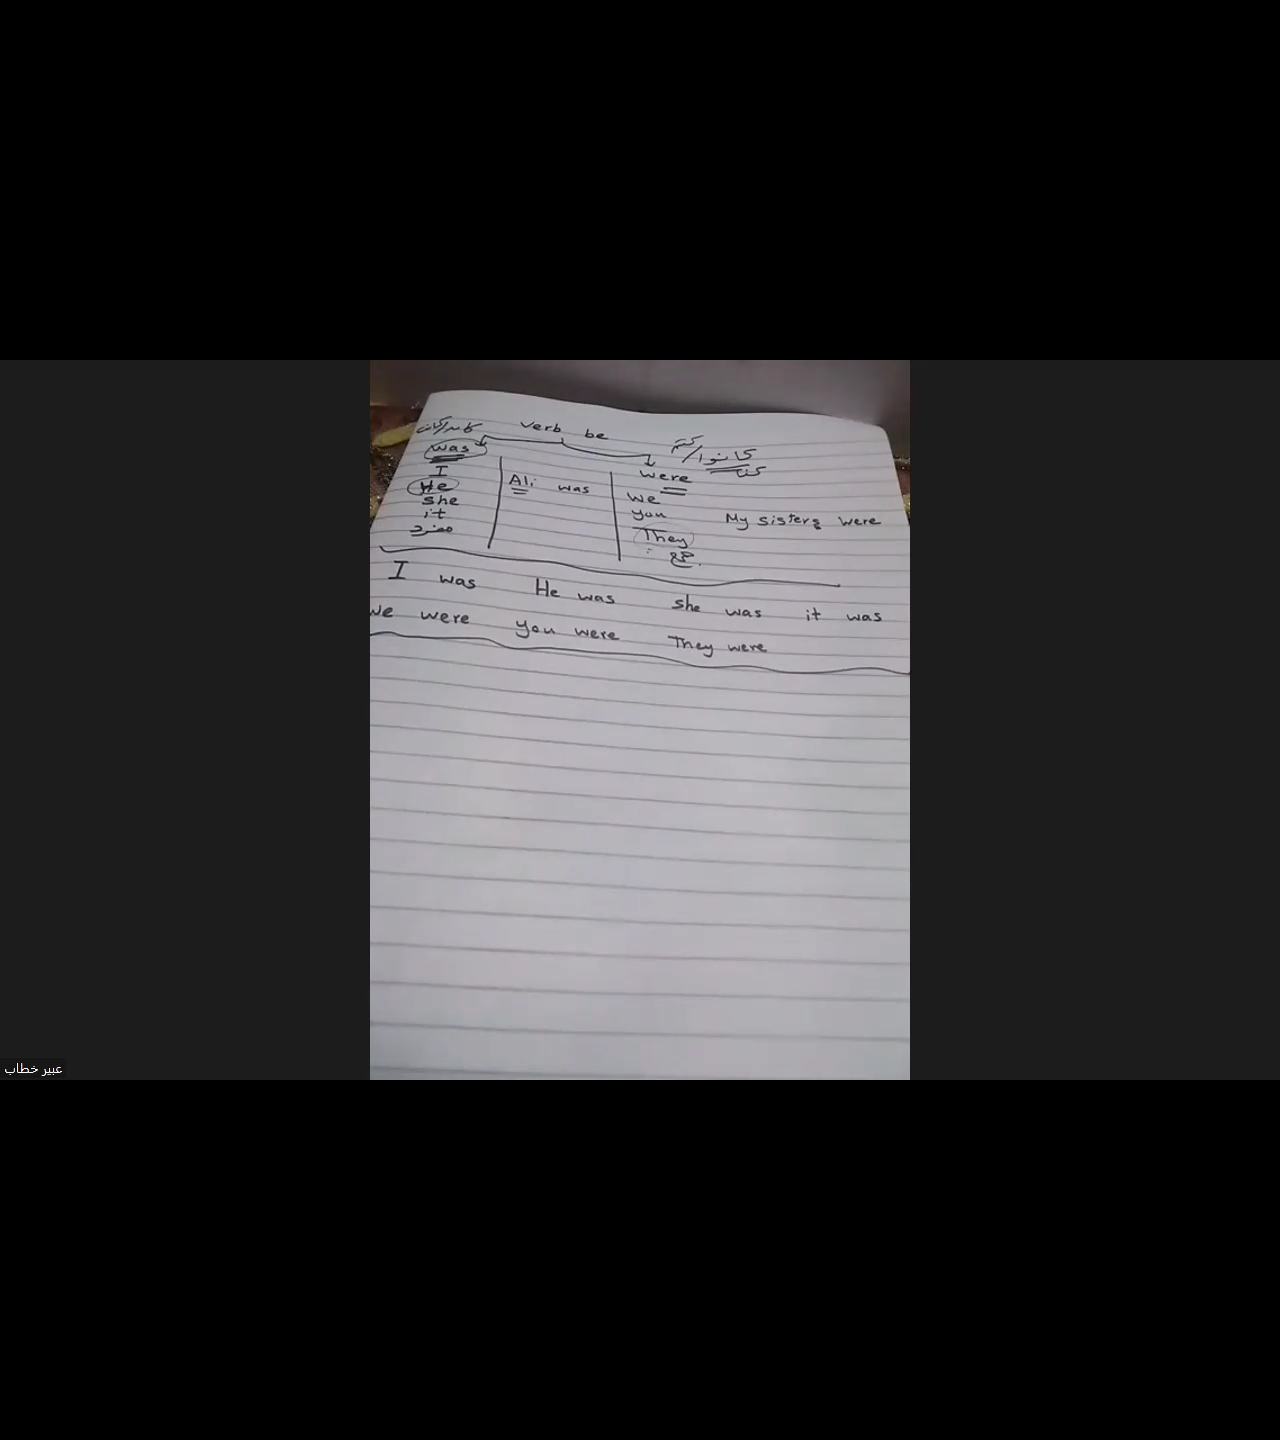 verb be
كان / كانت
was
I
He
she
it
مفرد
Ali was
كانوا / كنتم
كنا
were
we
you
They
جمع
My sisters were
I was He was she was it was
We were you were They were
عبير خطاب